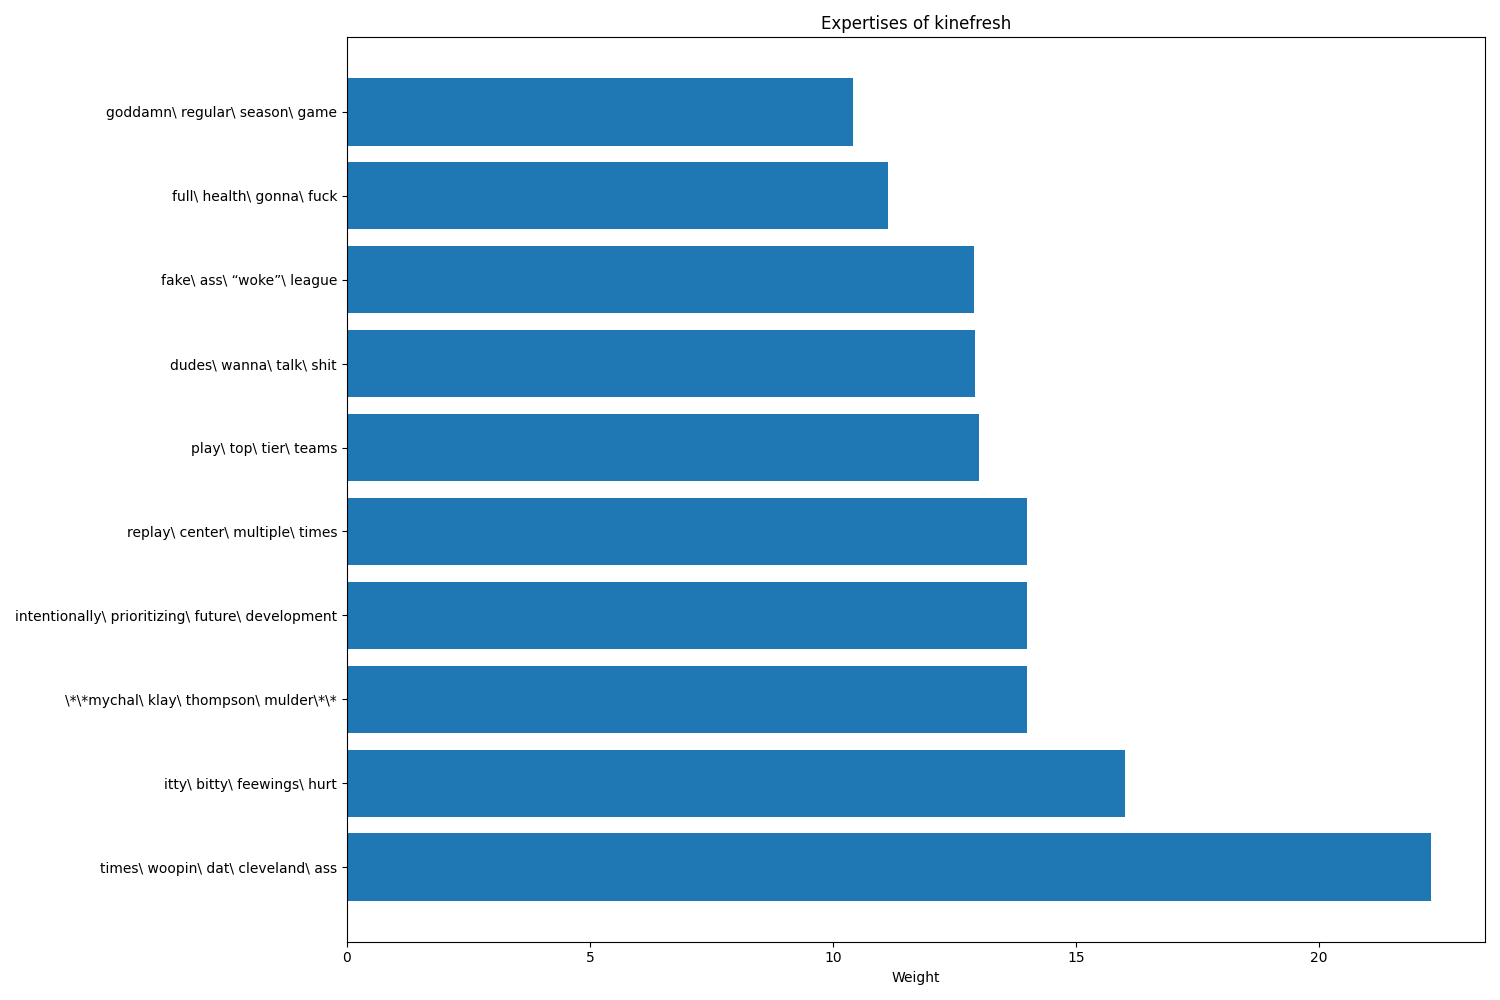 Expertises of kinefresh
goddamn\ regular\ season\ game
full\ health\ gonna\ fuck
fake\ ass\ “woke”\ league
dudes\ wanna\ talk\ shit
play\ top\ tier\ teams
replay\ center\ multiple\ times
intentionally\ prioritizing\ future\ development
\*\*mychal\ klay\ thompson\ mulder\*\*
itty\ bitty\ feewings\ hurt
times\ woopin\ dat\ cleveland\ ass
0 5 10 15 20
Weight